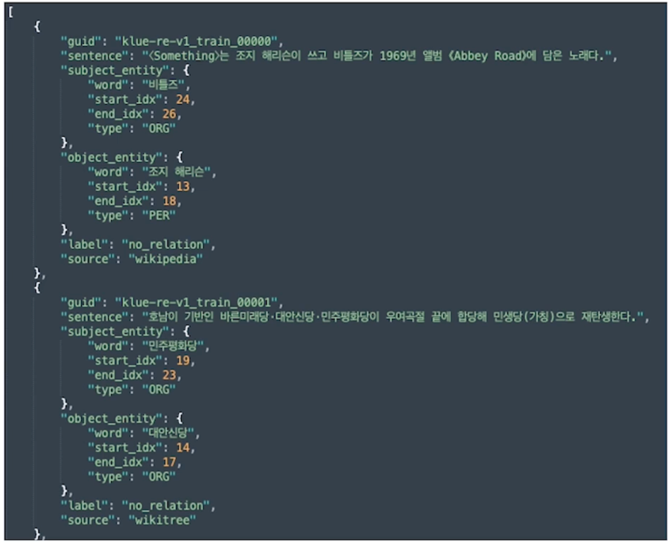 [
{
"guid": "klue-re-v1_train_00000",
"sentence": "〈Something〉는 조지 해리슨이 쓰고 비틀즈가 1969년 앨범 《Abbey Road》에 담은 노래다.",
"subject_entity": {
"word": "비틀즈",
"start_idx": 24,
"end_idx": 26,
"type": "ORG"
},
"object_entity": {
"word": "조지 해리슨",
"start_idx": 13,
"end_idx": 18,
"type": "PER"
},
"label": "no_relation",
"source": "wikipedia"
},
{
"guid": "klue-re-v1_train_00001",
"sentence": "호남이 기반인 바른미래당·대안신당·민주평화당이 우여곡절 끝에 합당해 민생당(가칭)으로 재탄생한다.",
"subject_entity": {
"word": "민주평화당",
"start_idx": 19,
"end_idx": 23,
"type": "ORG"
},
"object_entity": {
"word": "대안신당",
"start_idx": 14,
"end_idx": 17,
"type": "ORG"
},
"label": "no_relation",
"source": "wikitree"
},